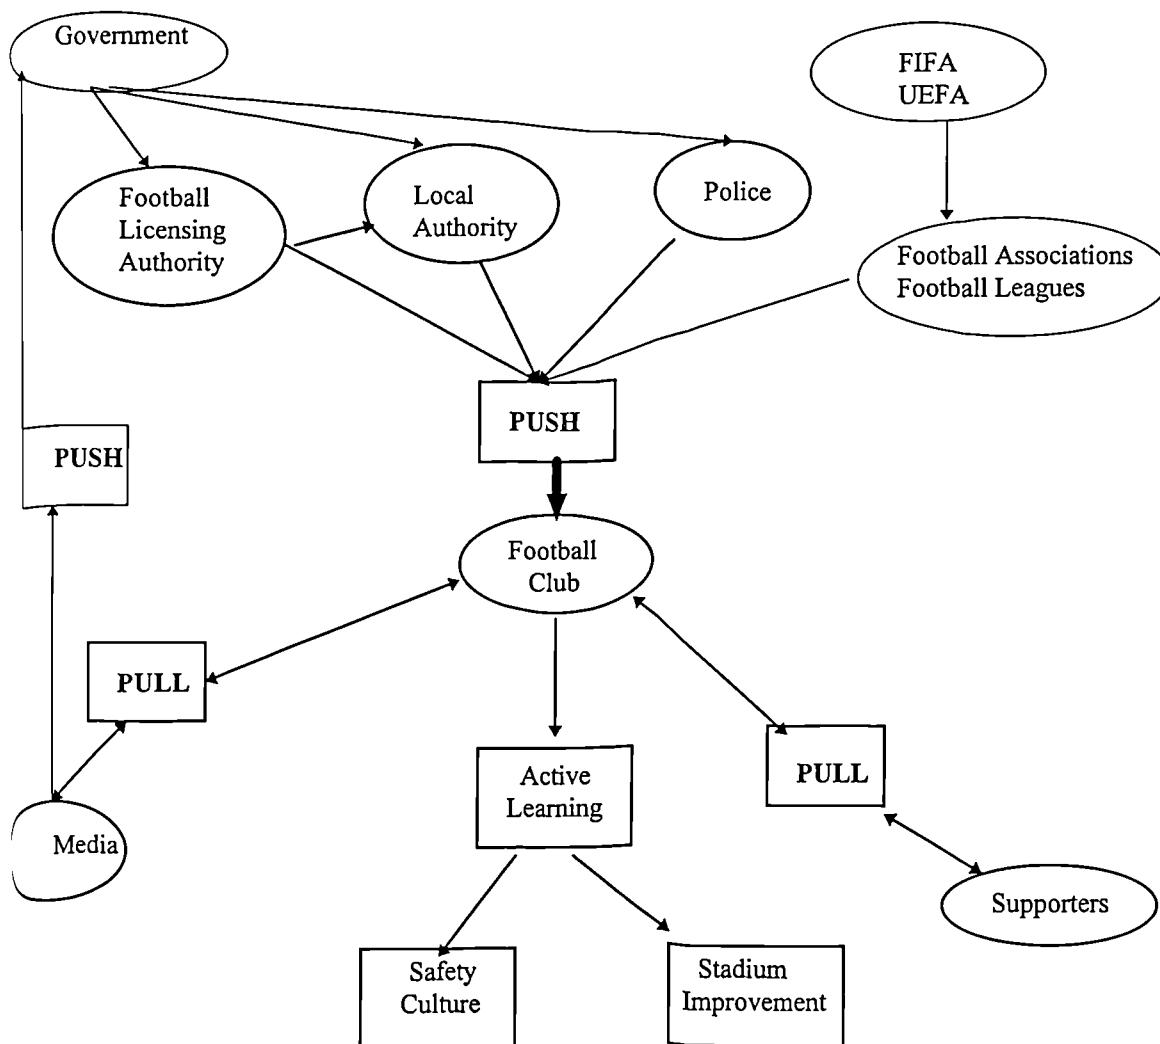 Government
FIFA
UEFA
Football
Licensing
Authority
Local
Authority
Police
Football Associations
Football Leagues
PUSH
PUSH
Football
Club
PULL
PULL
Active
Learning
Media
Supporters
Safety
Culture
Stadium
Improvement